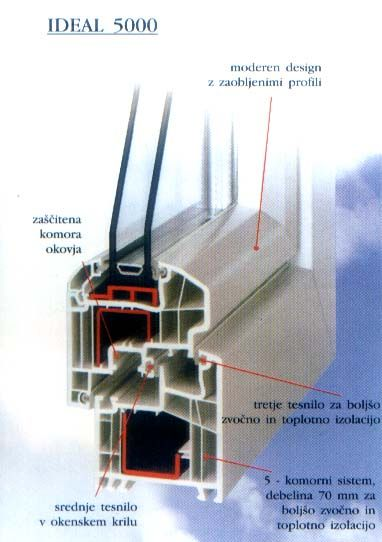 IDEAL 5000
moderen design
z zaobljenimi profili
zaščitena
komora
okovja
tretje tesnilo za boljšo
zvočno in toplotno izolacijo
5 - komorni sistem,
debelina 70 mm za
boljšo zvočno in
toplotno izolacijo
srednje tesnilo
v okenskem krilu